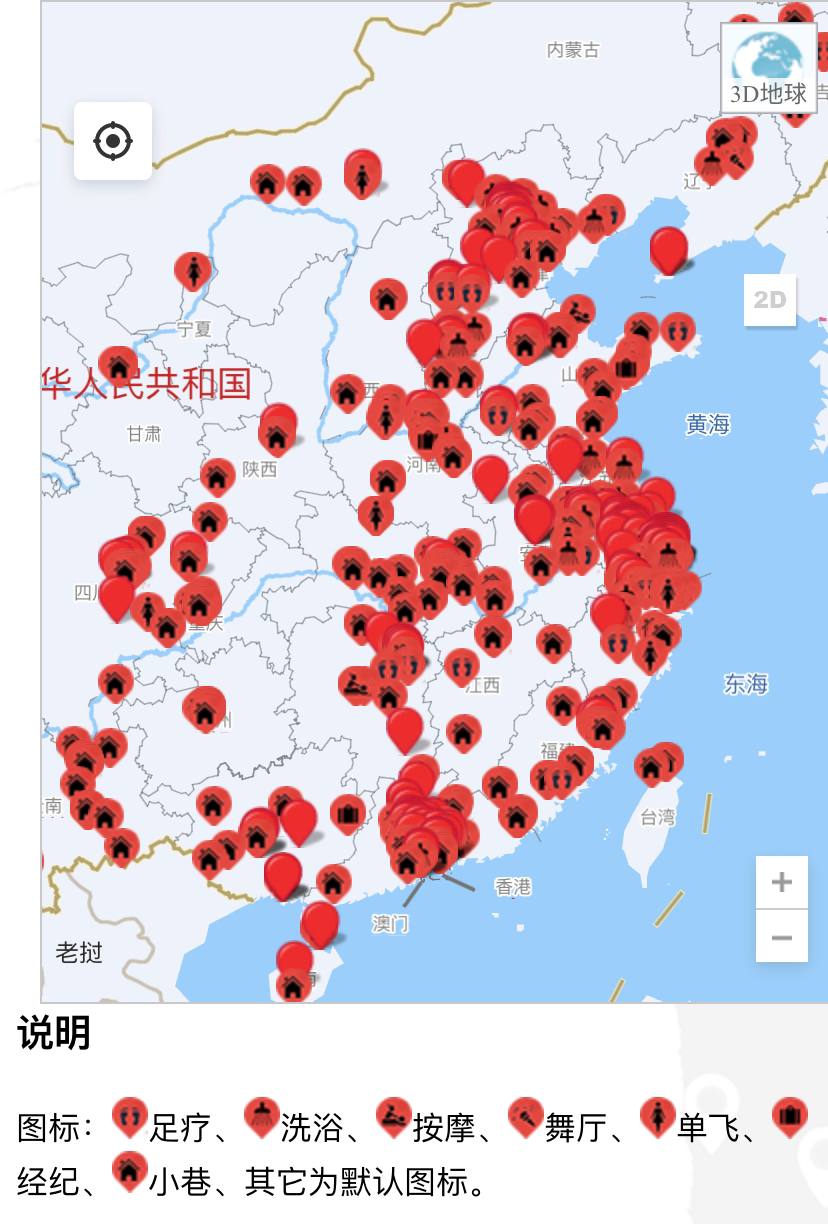 内蒙古
3D地球
辽宁
2D
宁夏
华人民共和国
山
西
黄海
甘肃
陕西
河南
安
四川
重庆
江西
东海
州
福建
南
台湾
香港
澳门
老挝
南
说明
图标：足疗、洗浴、按摩、舞厅、单飞、
经纪、小巷、其它为默认图标。